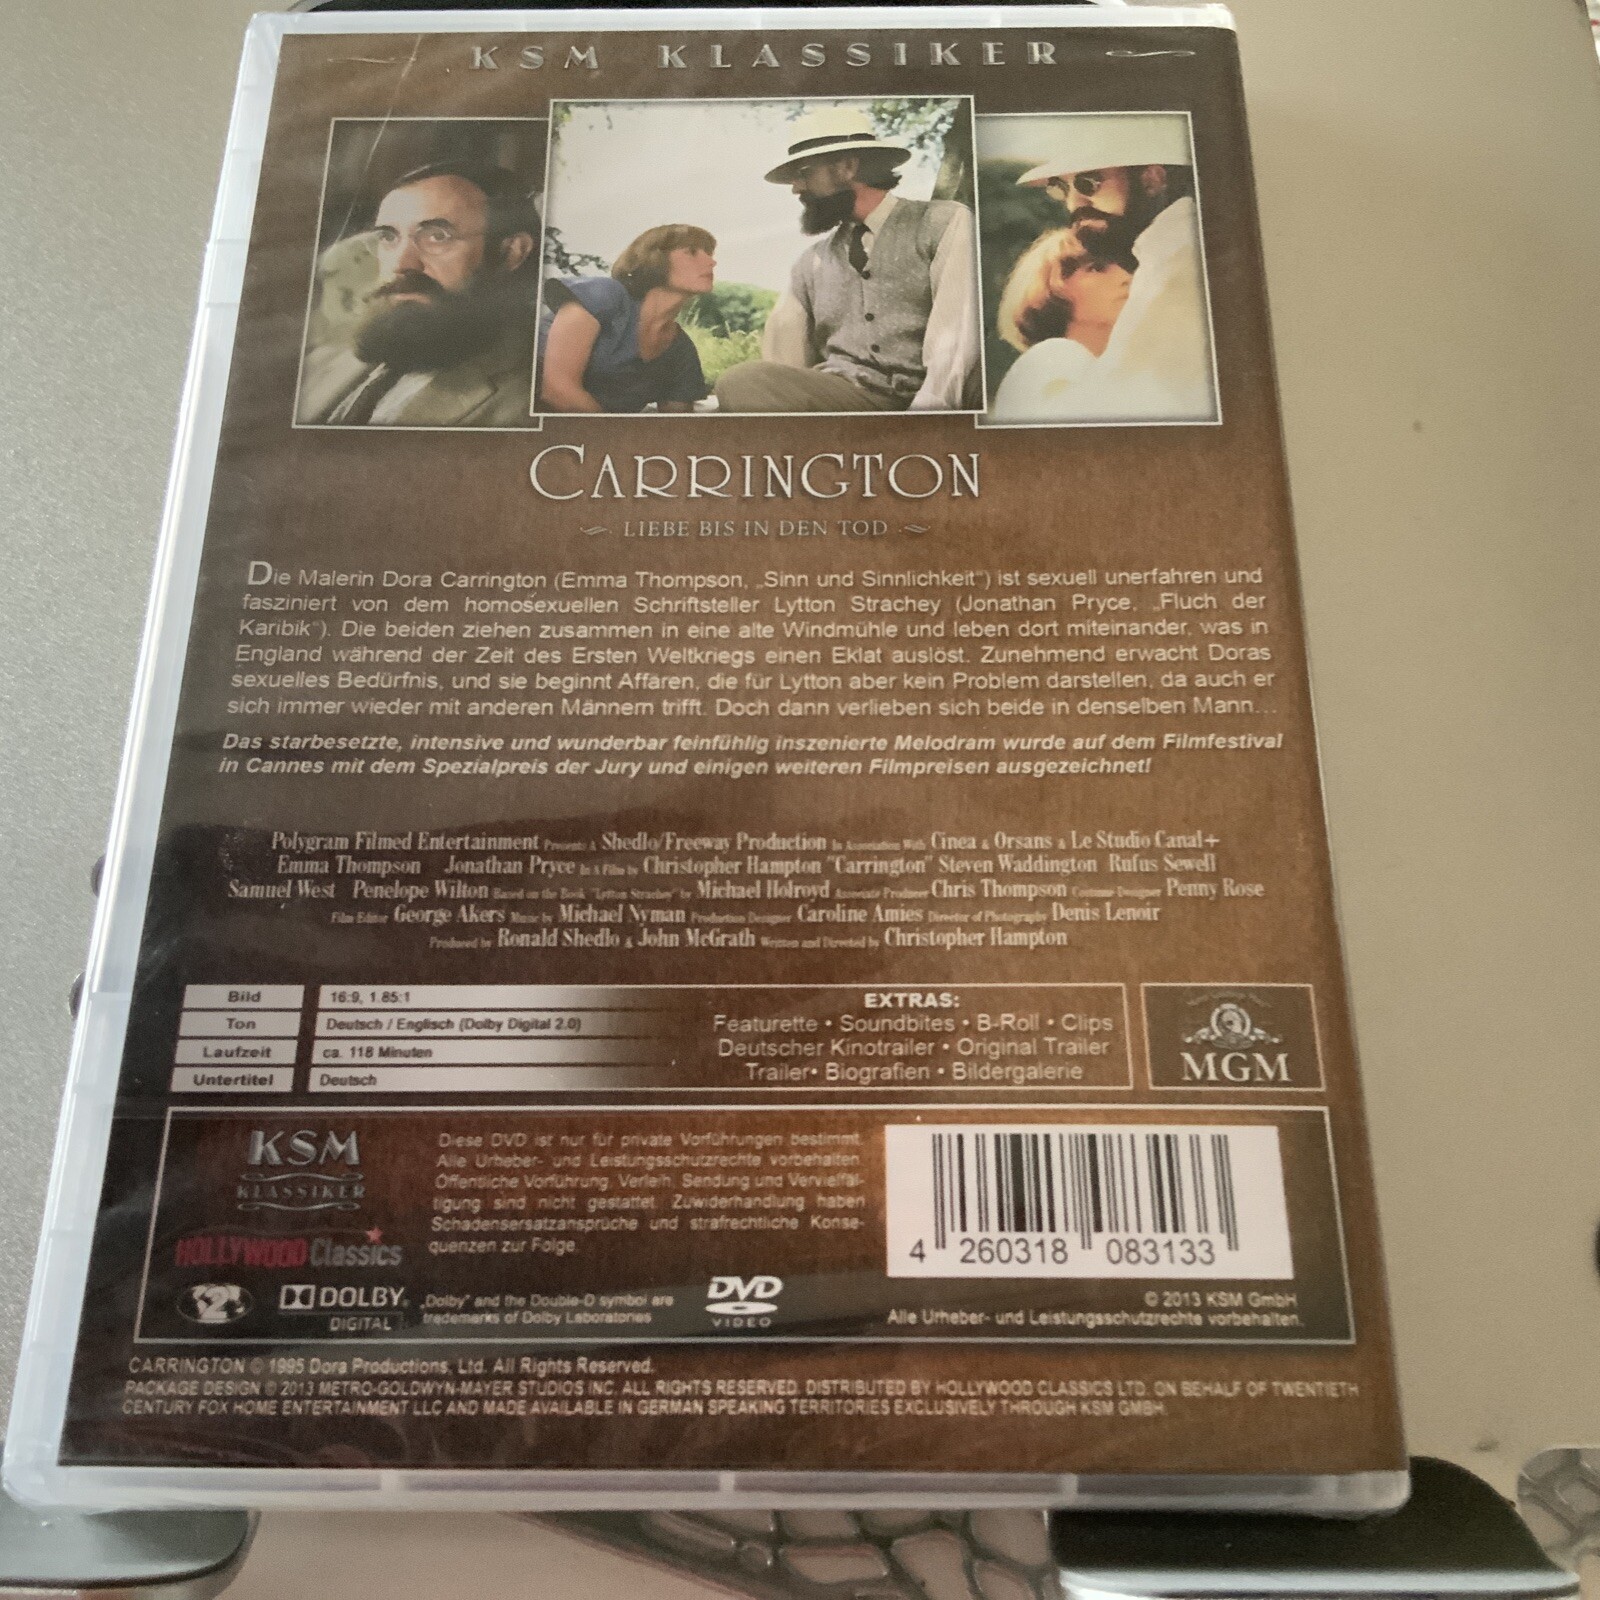 KSM KLASSIKER
CARRINGTON
LIEBE BIS IN DEN TOD
Die Malerin Dora Carrington (Emma Thompson, „Sinn und Sinnlichkeit“) ist sexuell unerfahren und
fasziniert von dem homosexuellen Schriftsteller Lytton Strachey (Jonathan Pryce, „Fluch der
Karibik“). Die beiden ziehen zusammen in eine alte Windmühle und leben dort miteinander, was in
England während der Zeit des Ersten Weltkriegs einen Eklat auslöst. Zunehmend erwacht Doras
sexuelles Bedürfnis, und sie beginnt Affären, die für Lytton aber kein Problem darstellen, da auch er
sich immer wieder mit anderen Männern trifft. Doch dann verlieben sich beide in denselben Mann...
Das starbesetzte, intensive und wunderbar feinfühlig inszenierte Melodram wurde auf dem Filmfestival
in Cannes mit dem Spezialpreis der Jury und einigen weiteren Filmpreisen ausgezeichnet!
Polygram Filmed Entertainment Presents A Shedlo/Freeway Production In Association With Cinea & Orsans & Le Studio Canal+
Emma Thompson Jonathan Pryce In A Film by Christopher Hampton "Carrington" Steven Waddington Rufus Sewell
Samuel West Penelope Wilton Based on the Book "Lytton Strachey" by Michael Holroyd Associate Producer Chris Thompson Costume Designer Penny Rose
Film Editor George Akers Music by Michael Nyman Production Designer Caroline Amies Director of Photography Denis Lenoir
Produced by Ronald Shedlo & John McGrath Written and Directed by Christopher Hampton
Bild 16:9, 1.85:1
Ton Deutsch / Englisch (Dolby Digital 2.0)
Laufzeit ca. 118 Minuten
Untertitel Deutsch
EXTRAS:
Featurette • Soundbites • B-Roll • Clips
Deutscher Kinotrailer • Original Trailer
Trailer• Biografien • Bildergalerie
MGM
KSM
KLASSIKER
HOLLYWOOD Classics
Diese DVD ist nur für private Vorführungen bestimmt.
Alle Urheber- und Leistungsschutzrechte vorbehalten.
Öffentliche Vorführung, Verleih, Sendung und Vervielfäl-
tigung sind nicht gestattet. Zuwiderhandlung haben
Schadensersatzansprüche und strafrechtliche Konse-
quenzen zur Folge.
4 260318 083133
2
DOLBY
DIGITAL
„Dolby“ and the Double-D symbol are
trademarks of Dolby Laboratories
DVD
VIDEO
© 2013 KSM GmbH
Alle Urheber- und Leistungsschutzrechte vorbehalten.
CARRINGTON © 1995 Dora Productions, Ltd. All Rights Reserved.
PACKAGE DESIGN © 2013 METRO-GOLDWYN-MAYER STUDIOS INC. ALL RIGHTS RESERVED. DISTRIBUTED BY HOLLYWOOD CLASSICS LTD. ON BEHALF OF TWENTIETH
CENTURY FOX HOME ENTERTAINMENT LLC AND MADE AVAILABLE IN GERMAN SPEAKING TERRITORIES EXCLUSIVELY THROUGH KSM GMBH.